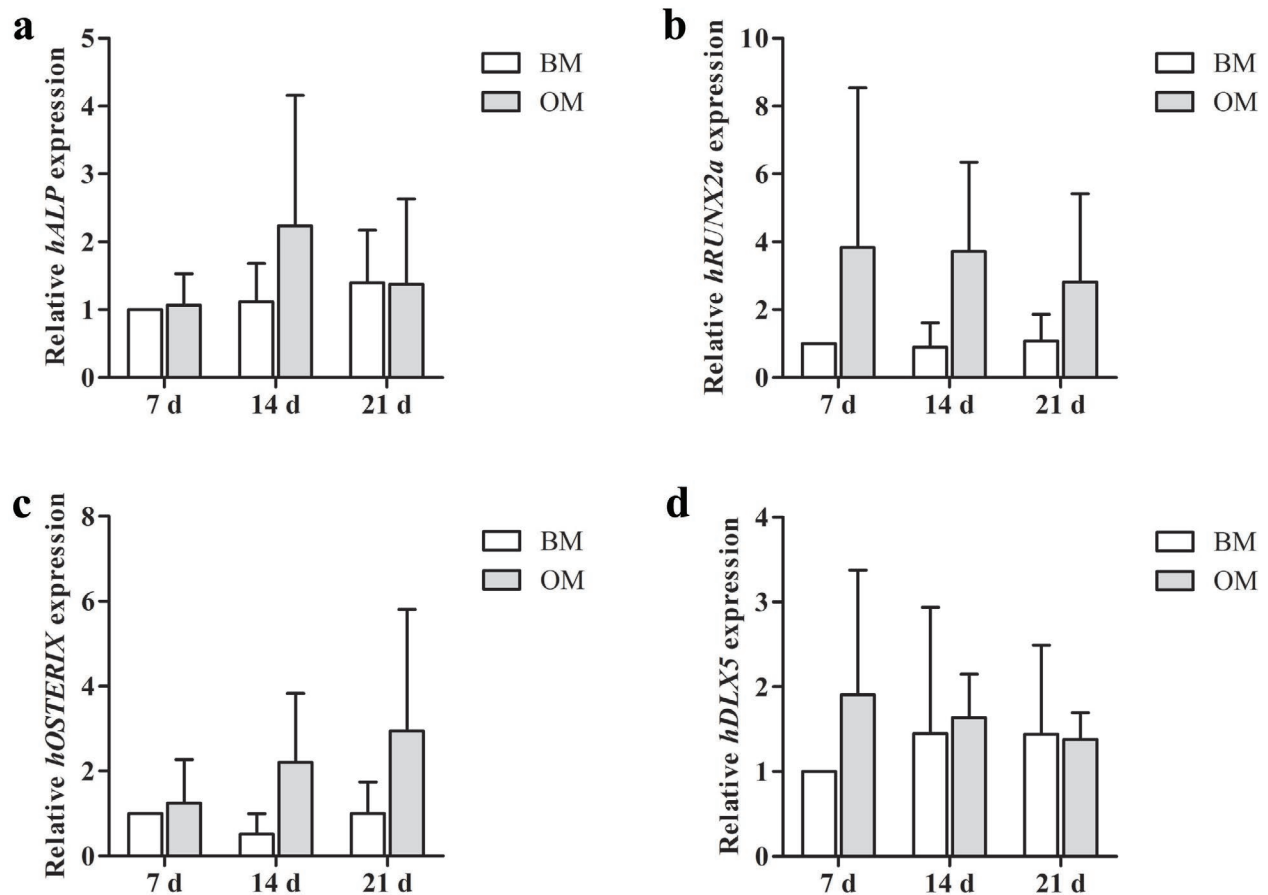 a
Relative hALP expression
5
4
3
2
1
0
7 d 14 d 21 d
BM
OM
b
Relative hRUNX2a expression
10
8
6
4
2
0
7 d 14 d 21 d
BM
OM
c
Relative hOSTERIX expression
8
6
4
2
0
7 d 14 d 21 d
BM
OM
d
Relative hDLX5 expression
4
3
2
1
0
7 d 14 d 21 d
BM
OM